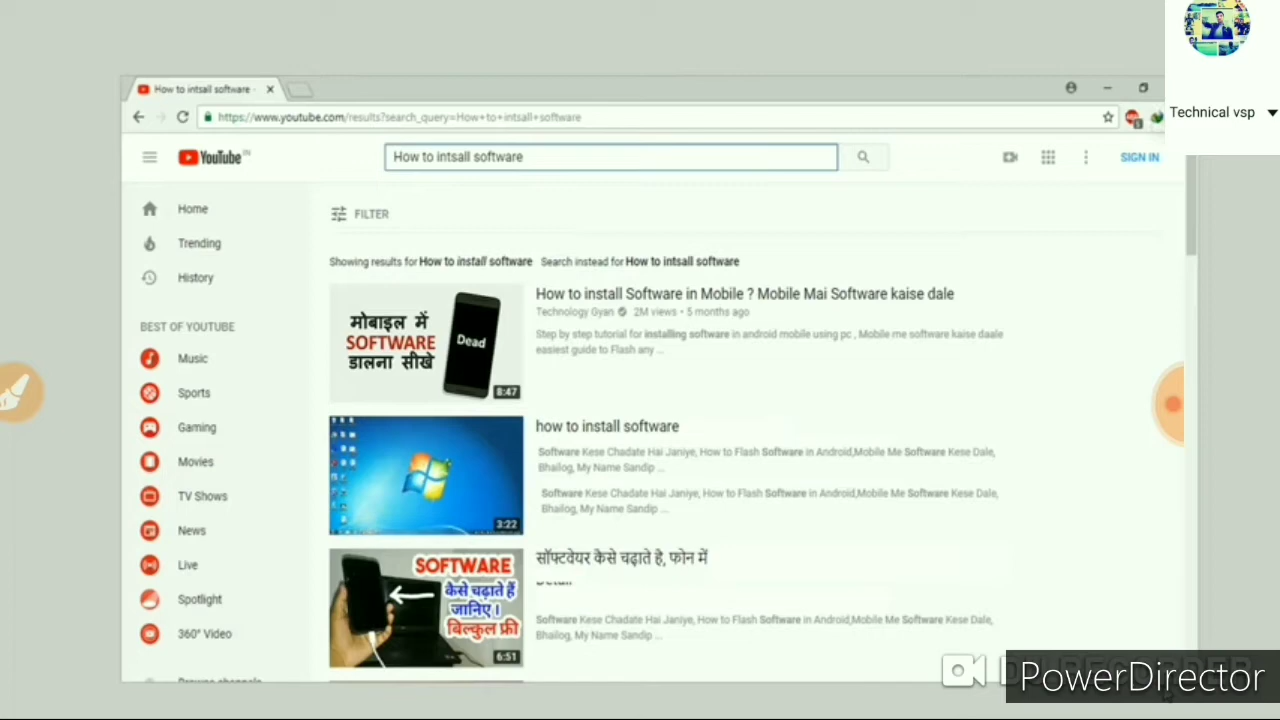 Technical vsp
How to intsall software
https://www.youtube.com/results?search_query=How+to+intsall+software
YouTube IN
How to intsall software
SIGN IN
Home
Trending
History
BEST OF YOUTUBE
Music
Sports
Gaming
Movies
TV Shows
News
Live
Spotlight
360° Video
FILTER
Showing results for How to install software Search instead for How to intsall software
मोबाइल में
SOFTWARE
डालना सीखे
Dead
8:47
How to install Software in Mobile ? Mobile Mai Software kaise dale
Technology Gyan 2M views • 5 months ago
Step by step tutorial for installing software in android mobile using pc , Mobile me software kaise daale
easiest guide to Flash any ...
3:22
how to install software
Software Kese Chadate Hai Janiye, How to Flash Software in Android,Mobile Me Software Kese Dale,
Bhailog, My Name Sandip ...
Software Kese Chadate Hai Janiye, How to Flash Software in Android,Mobile Me Software Kese Dale,
Bhailog, My Name Sandip ...
SOFTWARE
कैसे चढ़ाते हैं
जानिए।
बिल्कुल फ्री
6:51
सॉफ्टवेयर कैसे चढ़ाते है, फोन में
Software Kese Chadate Hai Janiye, How to Flash Software in Android,Mobile Me Software Kese Dale,
Bhailog, My Name Sandip ...
PowerDirector